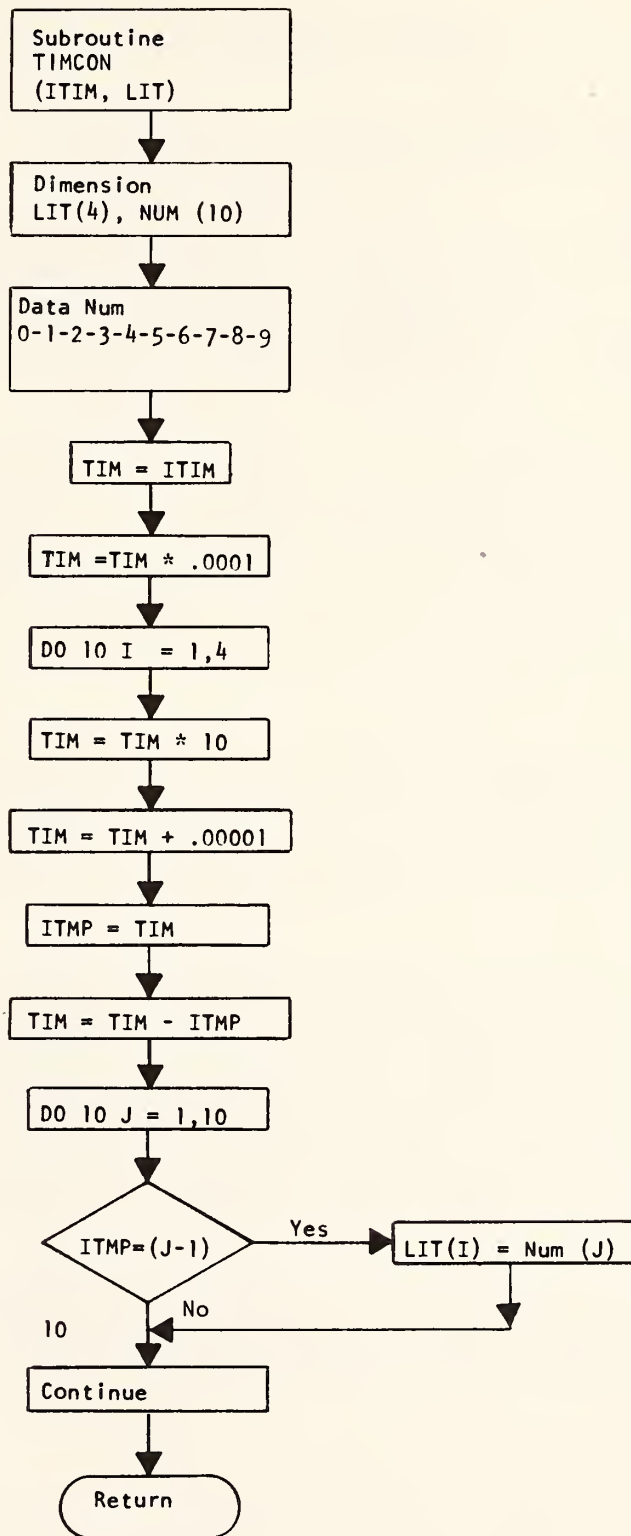 Subroutine
TIMCON
(ITIM, LIT)
Dimension
LIT(4), NUM (10)
Data Num
0-1-2-3-4-5-6-7-8-9
TIM = ITIM
TIM =TIM * .0001
DO 10 I = 1,4
TIM = TIM * 10
TIM = TIM + .00001
ITMP = TIM
TIM = TIM - ITMP
DO 10 J = 1,10
ITMP=(J-1)
Yes
LIT(I) = Num (J)
No
10
Continue
Return